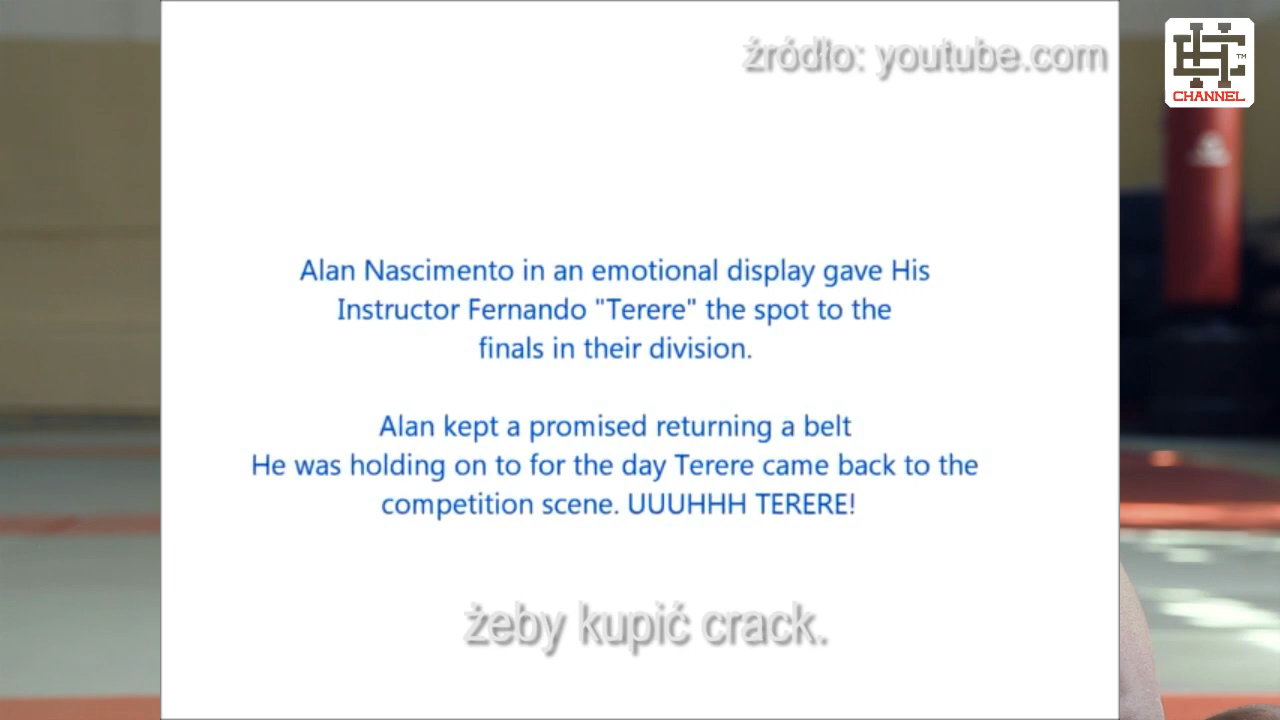 źródło: youtube.com
CHANNEL
Alan Nascimento in an emotional display gave His
Instructor Fernando "Terere" the spot to the
finals in their division.
Alan kept a promised returning a belt
He was holding on to for the day Terere came back to the
competition scene. UUUHHH TERERE!
żeby kupić crack.